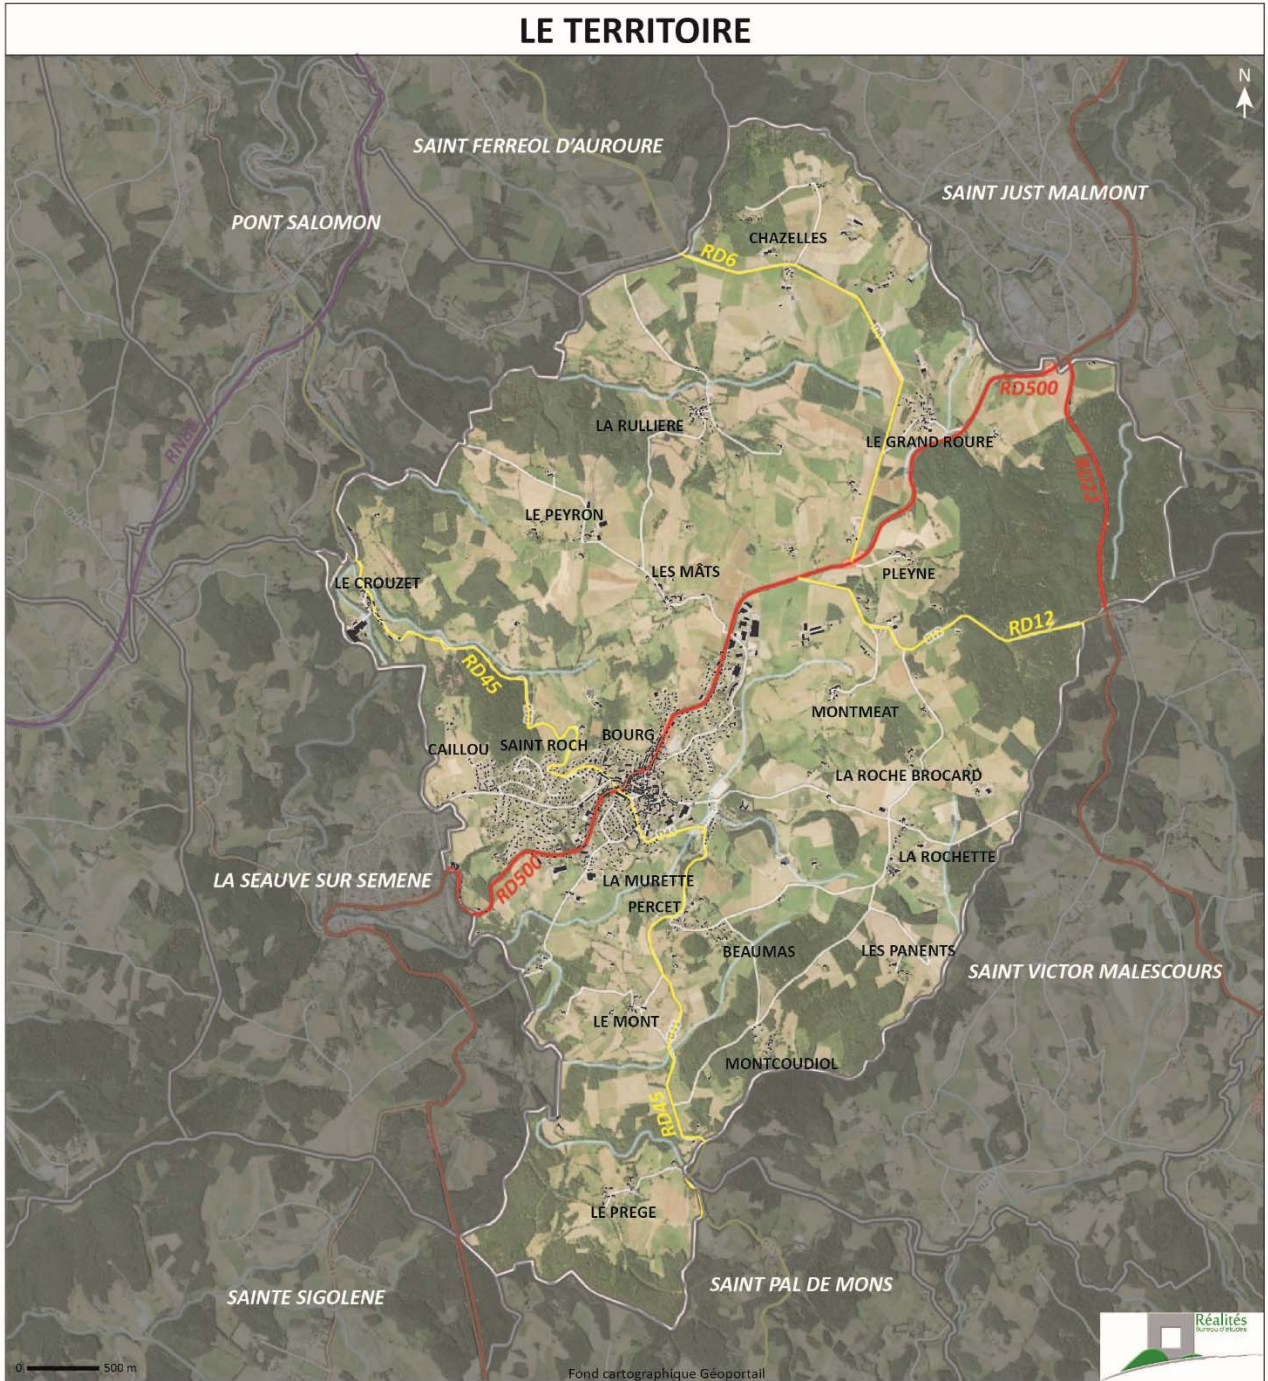 LE TERRITOIRE
N
SAINT FERREOL D'AUROURE
SAINT JUST MALMONT
PONT SALOMON
CHAZELLES
RD6
RD500
LA RULLIERE
LE GRAND ROURE
RN88
RD23
LE PEYRON
LES MÂTS
PLEYNE
LE CROUZET
RD12
RD45
MONTMEAT
BOURG
CAILLOU
SAINT ROCH
LA ROCHE BROCARD
LA ROCHETTE
RD500
LA SEAUVE SUR SEMENE
LA MURETTE
PERCET
BEAUMAS
LES PANENTS
SAINT VICTOR MALESCOURS
LE MONT
MONTCOUDIOL
RD45
LE PREGE
SAINT PAL DE MONS
SAINTE SIGOLENE
Réalités
Bureau d'études
0 500 m
Fond cartographique Géoportail